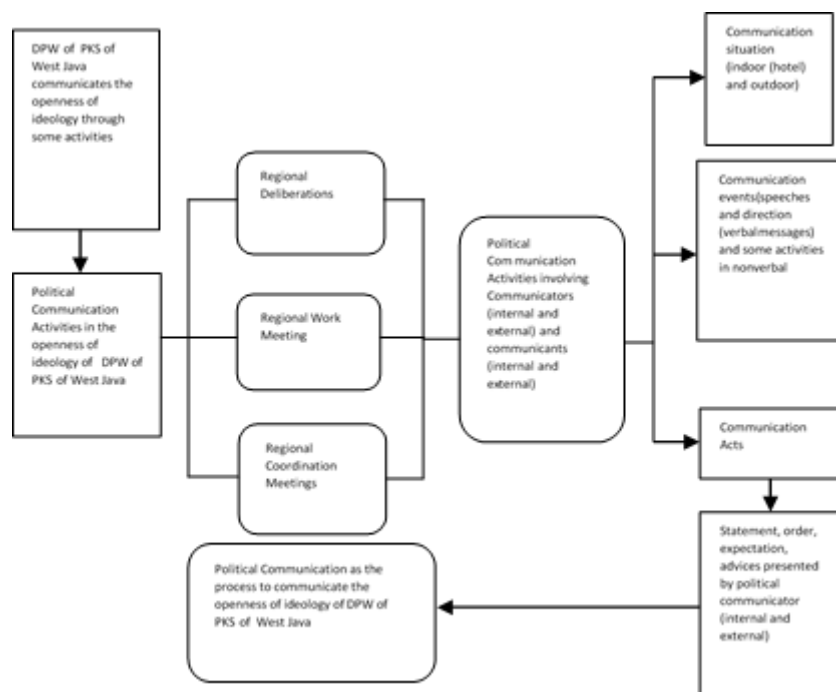 DPW of PKS of
West Java
communicates the
openness of
ideology through
some activities
Political
Communication
Activities in the
openness of
ideology of DPW of
PKS of West Java
Regional
Deliberations
Regional Work
Meeting
Regional
Coordination
Meetings
Political
Communication
Activities involving
Communicators
(internal and
external) and
communicants
(internal and
external)
Communication
situation
(indoor (hotel)
and outdoor)
Communication
events(speeches
and direction
(verbalmessages)
and some activities
in nonverbal
Communication
Acts
Statement, order,
expectation,
advices presented
by political
communicator
(internal and
external)
Political Communication as the
process to communicate the
openness of ideology of DPW of
PKS of West Java